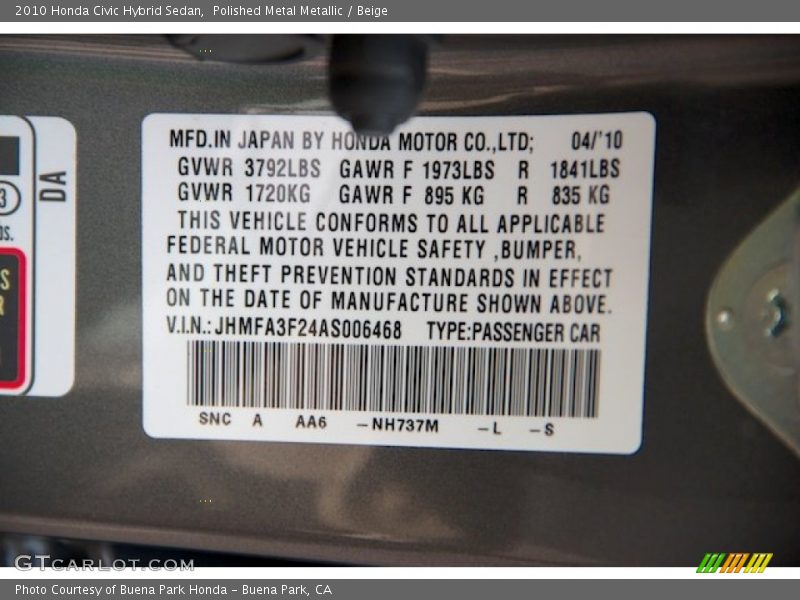 2010 Honda Civic Hybrid Sedan, Polished Metal Metallic / Beige
MFD.IN JAPAN BY HONDA MOTOR CO.,LTD; 04/'10
GVWR 3792LBS GAWR F 1973LBS R 1841LBS
GVWR 1720KG GAWR F 895 KG R 835 KG
THIS VEHICLE CONFORMS TO ALL APPLICABLE
FEDERAL MOTOR VEHICLE SAFETY ,BUMPER,
AND THEFT PREVENTION STANDARDS IN EFFECT
ON THE DATE OF MANUFACTURE SHOWN ABOVE.
V.I.N.: JHMFA3F24AS006468 TYPE:PASSENGER CAR
SNC A AA6 -NH737M -L -S
DA
3
GTCARLOT.COM
Photo Courtesy of Buena Park Honda - Buena Park, CA